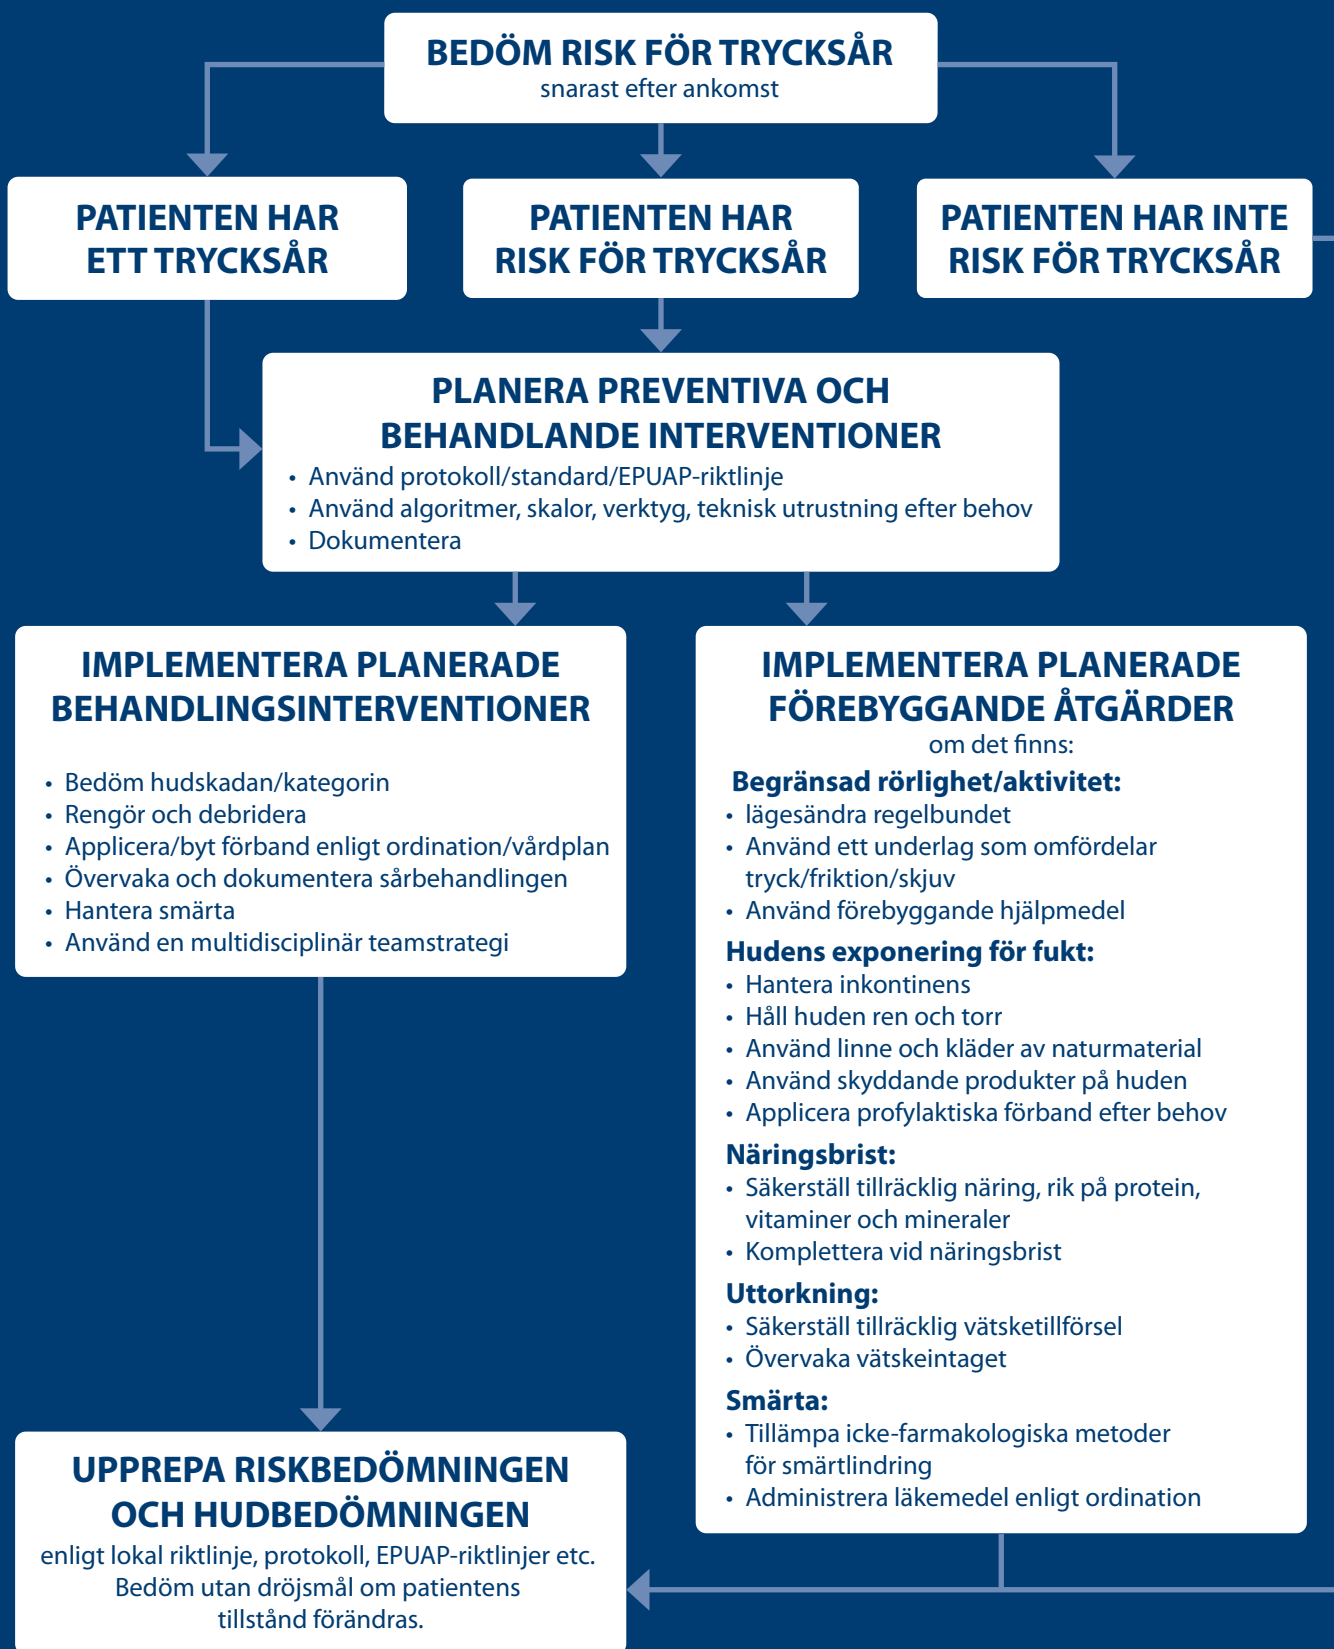 BEDÖM RISK FÖR TRYCKSÅR
snarast efter ankomst
PATIENTEN HAR
ETT TRYCKSÅR
PATIENTEN HAR
RISK FÖR TRYCKSÅR
PATIENTEN HAR INTE
RISK FÖR TRYCKSÅR
PLANERA PREVENTIVA OCH
BEHANDLANDE INTERVENTIONER
• Använd protokoll/standard/EPUAP-riktlinje
• Använd algoritmer, skalor, verktyg, teknisk utrustning efter behov
• Dokumentera
IMPLEMENTERA PLANERADE
BEHANDLINGSINTERVENTIONER
• Bedöm hudskadan/kategorin
• Rengör och debridera
• Applicera/byt förband enligt ordination/vårdplan
• Övervaka och dokumentera sårbehandlingen
• Hantera smärta
• Använd en multidisciplinär teamstrategi
IMPLEMENTERA PLANERADE
FÖREBYGGANDE ÅTGÄRDER
om det finns:
Begränsad rörlighet/aktivitet:
• lägesändra regelbundet
• Använd ett underlag som omfördelar
tryck/friktion/skjuv
• Använd förebyggande hjälpmedel
Hudens exponering för fukt:
• Hantera inkontinens
• Håll huden ren och torr
• Använd linne och kläder av naturmaterial
• Använd skyddande produkter på huden
• Applicera profylaktiska förband efter behov
Näringsbrist:
• Säkerställ tillräcklig näring, rik på protein,
vitaminer och mineraler
• Komplettera vid näringsbrist
Uttorkning:
• Säkerställ tillräcklig vätsketillförsel
• Övervaka vätskeintaget
Smärta:
• Tillämpa icke-farmakologiska metoder
för smärtlindring
• Administrera läkemedel enligt ordination
UPPREPA RISKBEDÖMNINGEN
OCH HUDBEDÖMNINGEN
enligt lokal riktlinje, protokoll, EPUAP-riktlinjer etc.
Bedöm utan dröjsmål om patientens
tillstånd förändras.